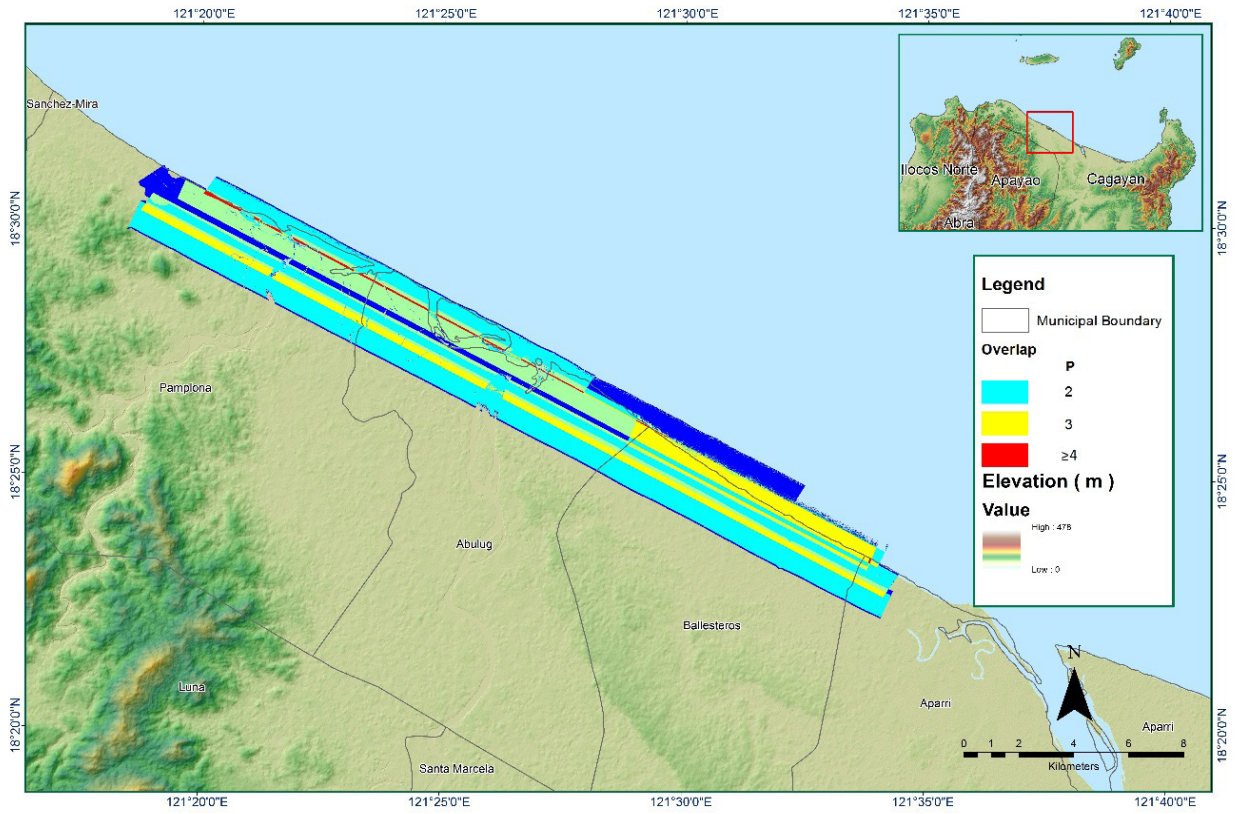 121°20'0"E 121°25'0"E 121°30'0"E 121°35'0"E 121°40'0"E
Sanchez-Mira
Ilocos Norte
Apayao
Cagayan
Abra
18°30'0"N 18°30'0"N
Legend
Municipal Boundary
Overlap
P
2
3
≥4
Elevation ( m )
Value
High : 478
Low : 0
Pamplona
18°25'0"N 18°25'0"N
Abulug
Ballesteros
Luna
Aparri
N
Aparri
18°20'0"N 18°20'0"N
0 1 2 4 6 8
Kilometers
Santa Marcela
121°20'0"E 121°25'0"E 121°30'0"E 121°35'0"E 121°40'0"E